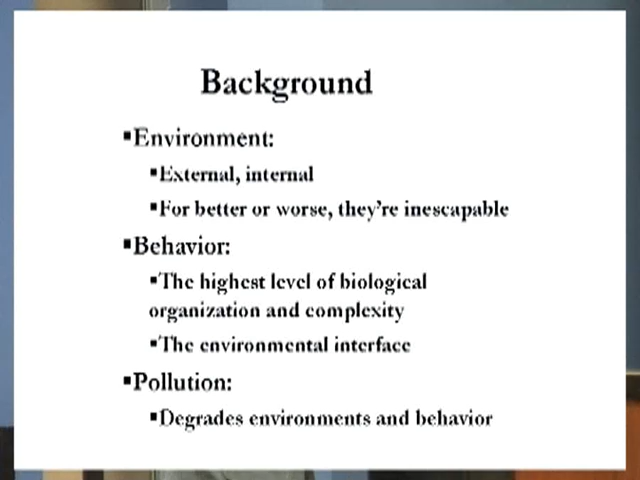 Background
▪Environment:
▪External, internal
▪For better or worse, they're inescapable
▪Behavior:
▪The highest level of biological
organization and complexity
▪The environmental interface
▪Pollution:
▪Degrades environments and behavior